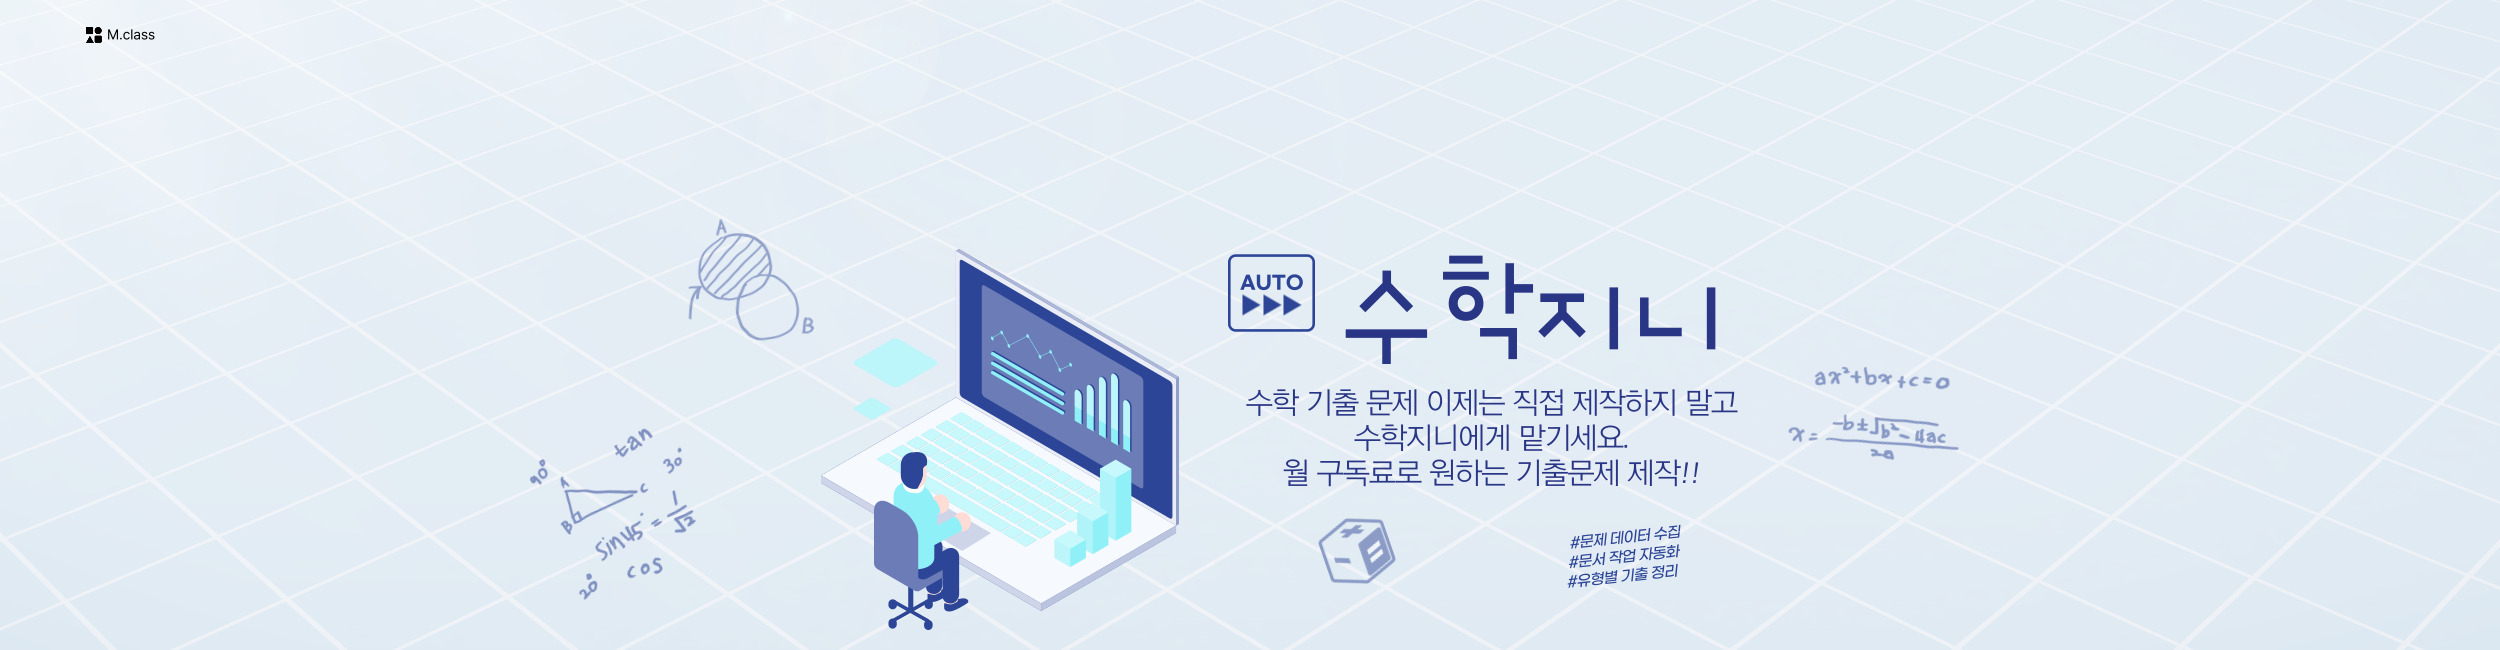 M.class
A
B
AUTO
수학지니
수학 기출 문제 이제는 직접 제작하지 말고
수학지니에게 맡기세요.
월 구독료로 원하는 기출문제 제작!!
ax²+bx+c=0
x= -b±√b²-4ac
2a
tan
90°
A
C
30°
B
sin45°= 1
√2
20°
cos
#문제 데이터 수집
#문서 작업 자동화
#유형별 기출 정리